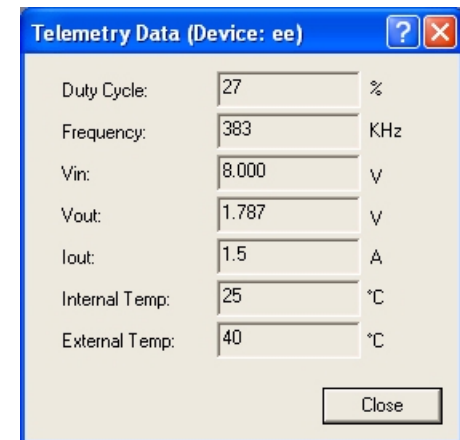 Telemetry Data (Device: ee)
Duty Cycle: 27 %
Frequency: 383 KHz
Vin: 8.000 V
Vout: 1.787 V
Iout: 1.5 A
Internal Temp: 25 °C
External Temp: 40 °C
Close